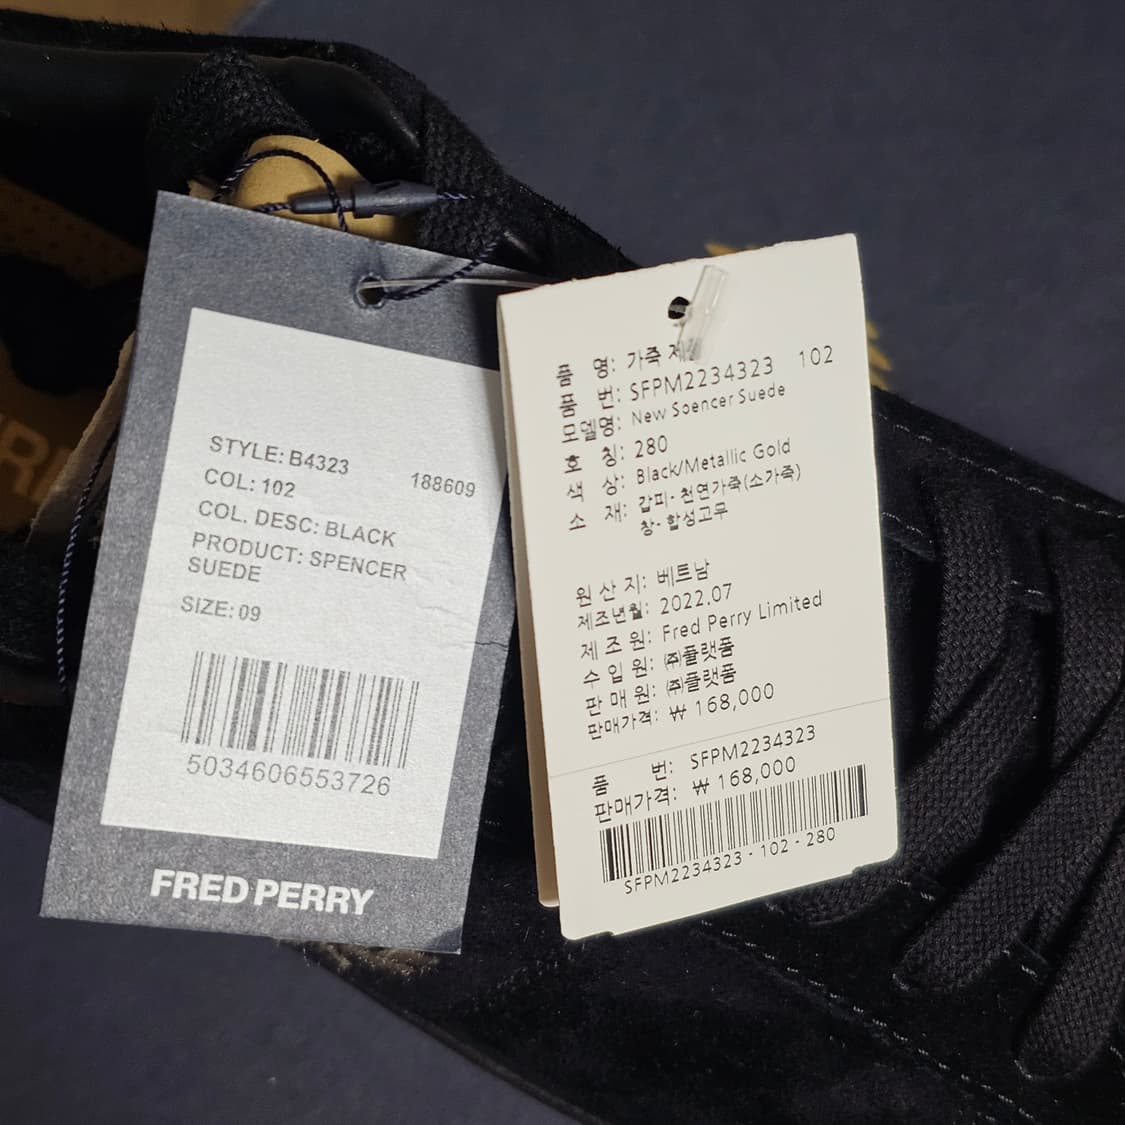 STYLE: B4323 188609
COL: 102
COL. DESC: BLACK
PRODUCT: SPENCER
SUEDE
SIZE: 09
5034606553726
FRED PERRY
품 명: 가죽
품 번: SFPM2234323 102
모델명: New Spencer Suede
호 칭: 280
색 상: Black/Metallic Gold
소 재: 갑피- 천연가죽(소가죽)
창- 합성고무
원 산 지: 베트남
제조년월: 2022.07
제 조 원: Fred Perry Limited
수 입 원: ㈜플랫폼
판 매 원: ㈜플랫폼
판매가격: ₩ 168,000
품 번: SFPM2234323
판매가격: ₩ 168,000
SFPM2234323 - 102 - 280